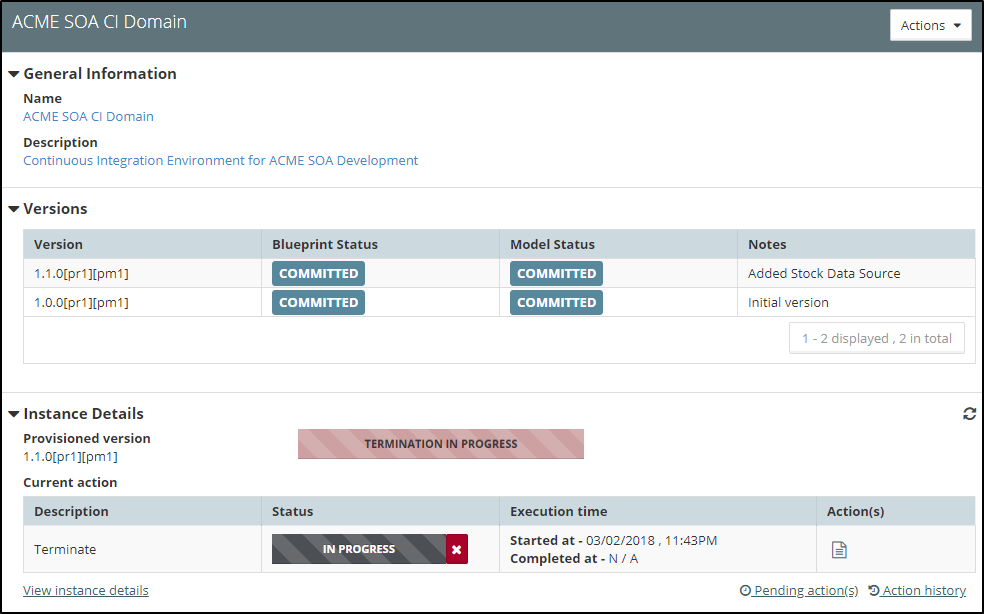 ACME SOA CI Domain
Actions
General Information
Name
ACME SOA CI Domain
Description
Continuous Integration Environment for ACME SOA Development
Versions
Version Blueprint Status Model Status Notes
1.1.0[pr1][pm1] COMMITTED COMMITTED Added Stock Data Source
1.0.0[pr1][pm1] COMMITTED COMMITTED Initial version
1 - 2 displayed , 2 in total
Instance Details
Provisioned version
TERMINATION IN PROGRESS
1.1.0[pr1][pm1]
Current action
Description Status Execution time Action(s)
Terminate IN PROGRESS Started at - 03/02/2018 , 11:43PM
Completed at - N / A
View instance details Pending action(s) Action history